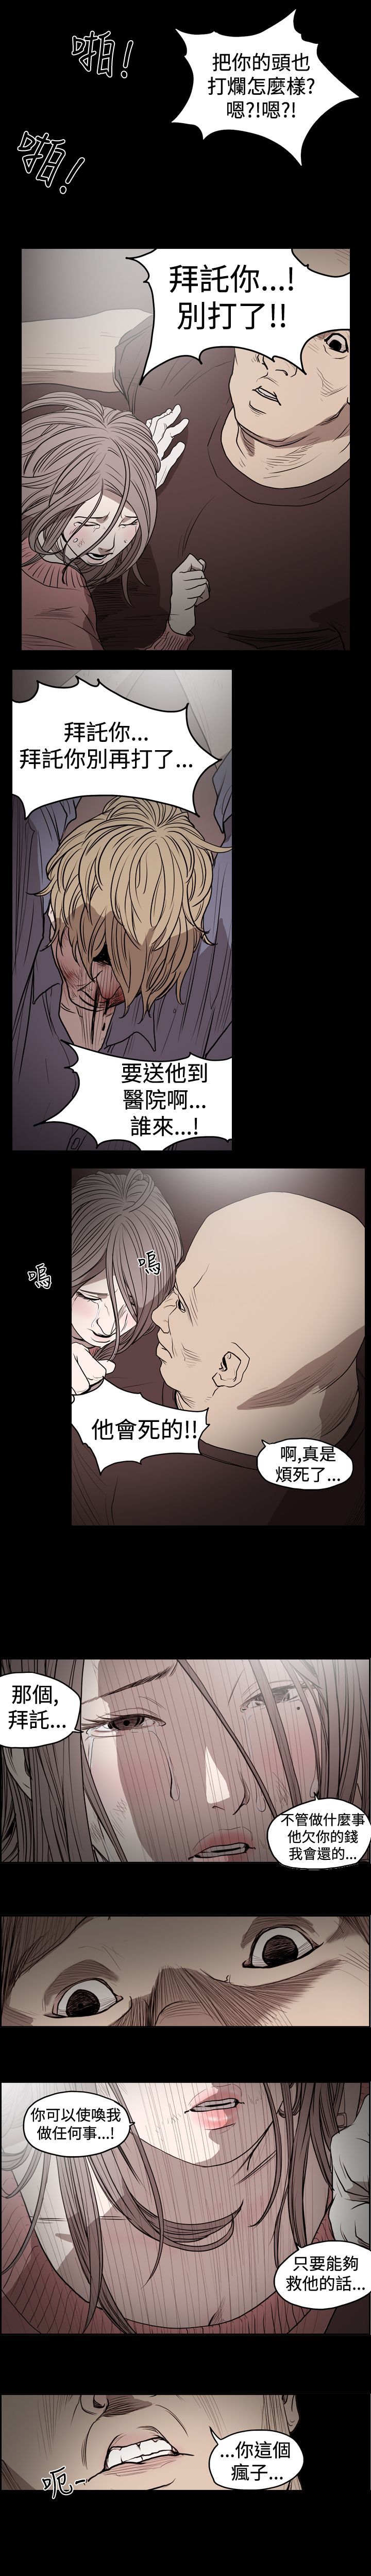 啪!
把你的頭也
打爛怎麼樣?
嗯?!嗯?!
啪!
拜託你...!
別打了!!
拜託你...
拜託你別再打了...
要送他到
醫院啊...
誰來...!
嗚
嗚
他會死的!!
啊,真是
煩死了...
那個,
拜託...
不管做什麼事
他欠你的錢
我會還的...
你可以使喚我
做任何事...!
只要能夠
救他的話...
...你這個
瘋子...
呃~